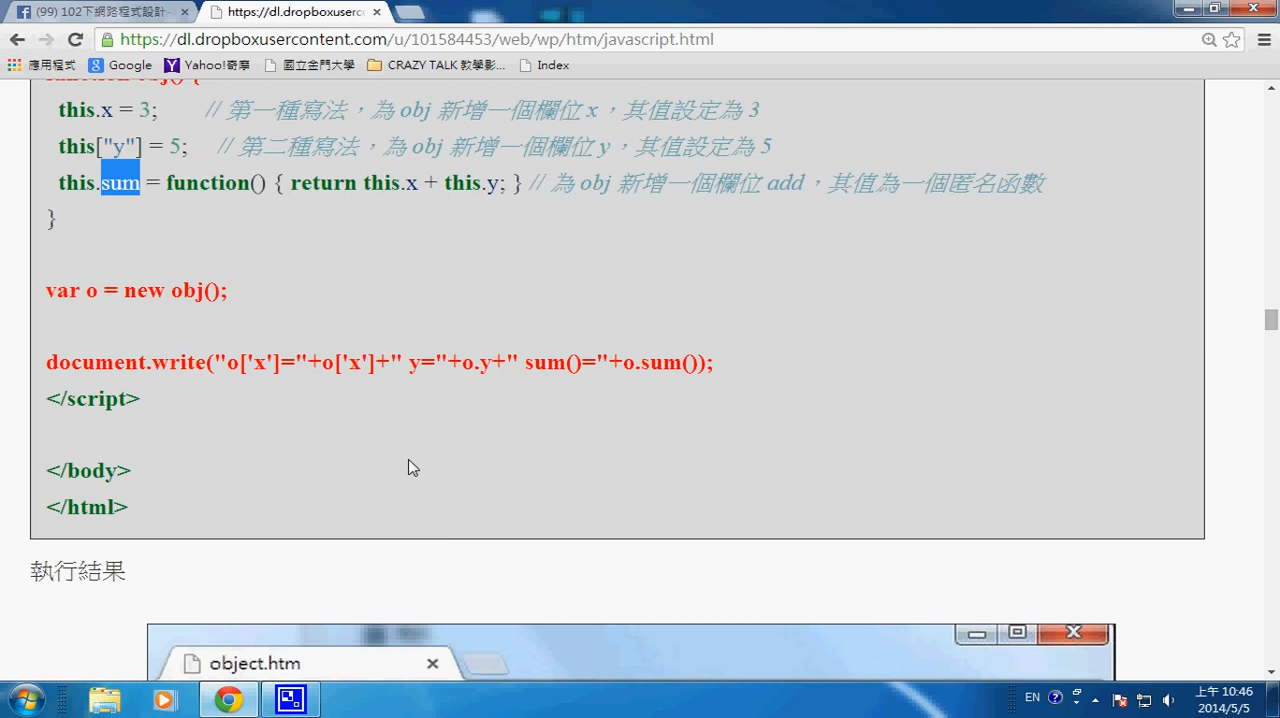 (99) 102下網路程式設計
https://dl.dropboxuserc
https://dl.dropboxusercontent.com/u/101584453/web/wp/htm/javascript.html
應用程式 Google Yahoo!奇摩 國立金門大學 CRAZY TALK 教學影... Index
function obj() {
this.x = 3; // 第一種寫法，為 obj 新增一個欄位 x，其值設定為 3
this["y"] = 5; // 第二種寫法，為 obj 新增一個欄位 y，其值設定為 5
this.sum = function() { return this.x + this.y; } // 為 obj 新增一個欄位 add，其值為一個匿名函數
}
var o = new obj();
document.write("o['x']="+o['x']+" y="+o.y+" sum()="+o.sum());
</script>
</body>
</html>
執行結果
object.htm
EN
上午 10:46
2014/5/5